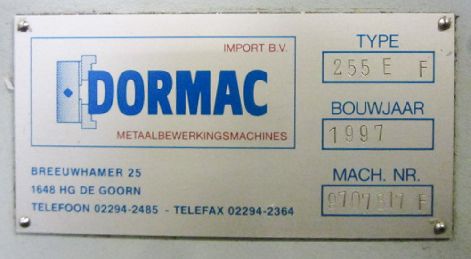 IMPORT B.V.
DORMAC
METAALBEWERKINGSMACHINES
BREEUWHAMER 25
1648 HG DE GOORN
TELEFOON 02294-2485 - TELEFAX 02294-2364
TYPE
255 E F
BOUWJAAR
1997
MACH. NR.